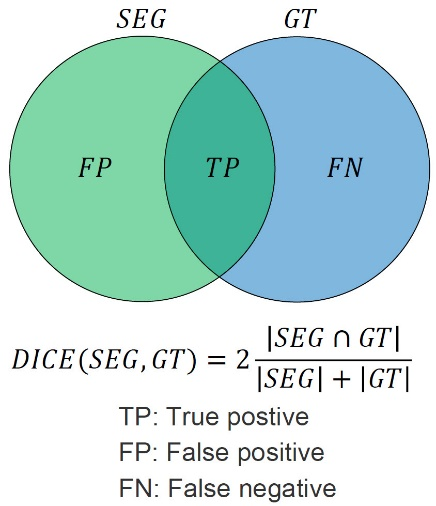 SEG GT
FP TP FN
DICE(SEG, GT) = 2 |SEG ∩ GT| / |SEG| + |GT|
TP: True postive
FP: False positive
FN: False negative